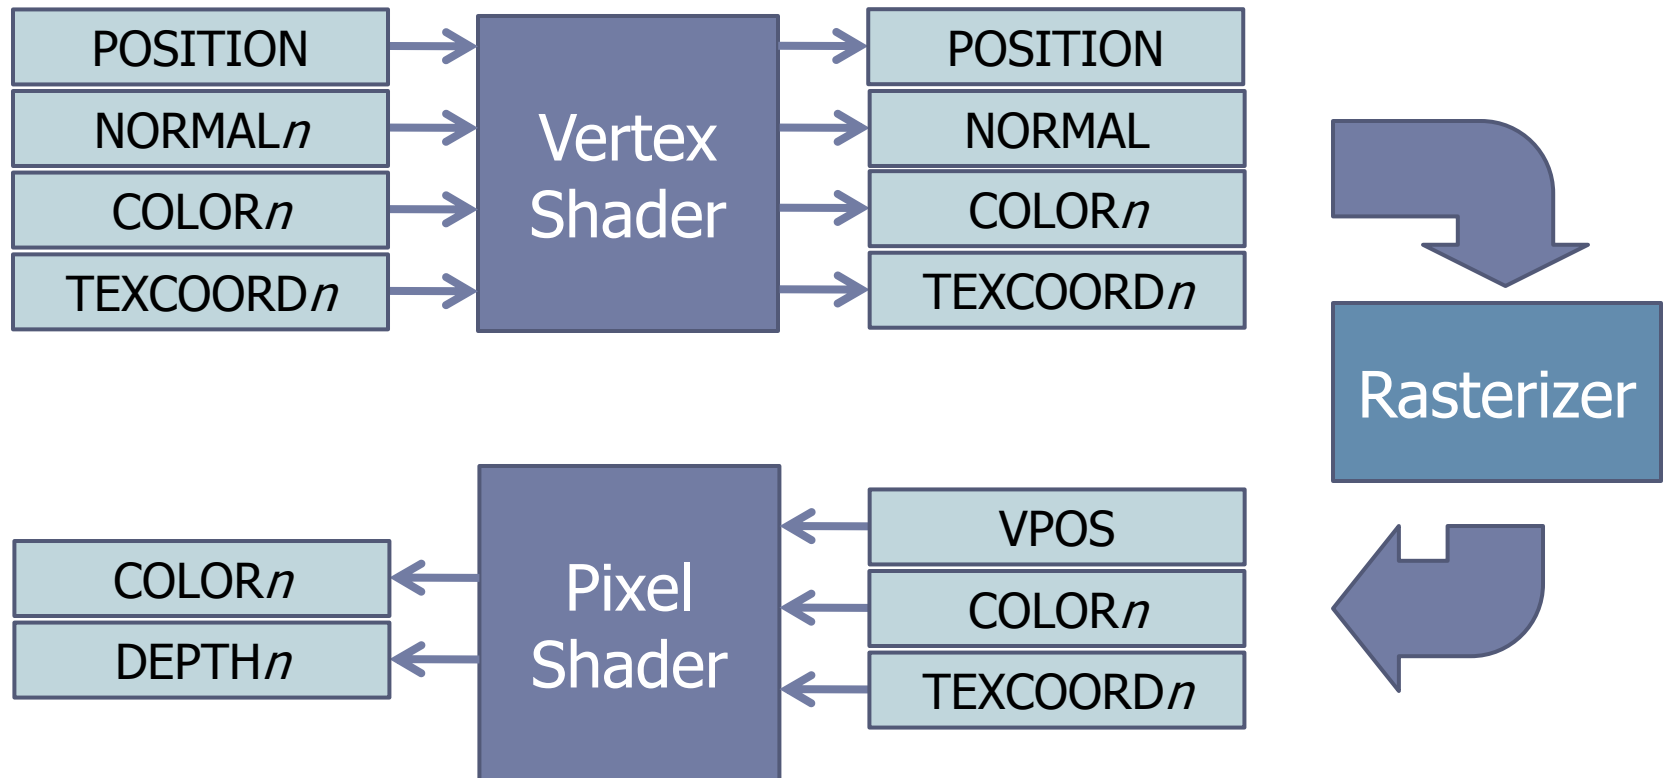 POSITION
NORMALn
COLORn
TEXCOORDn
Vertex
Shader
POSITION
NORMAL
COLORn
TEXCOORDn
Rasterizer
VPOS
COLORn
TEXCOORDn
Pixel
Shader
COLORn
DEPTHn